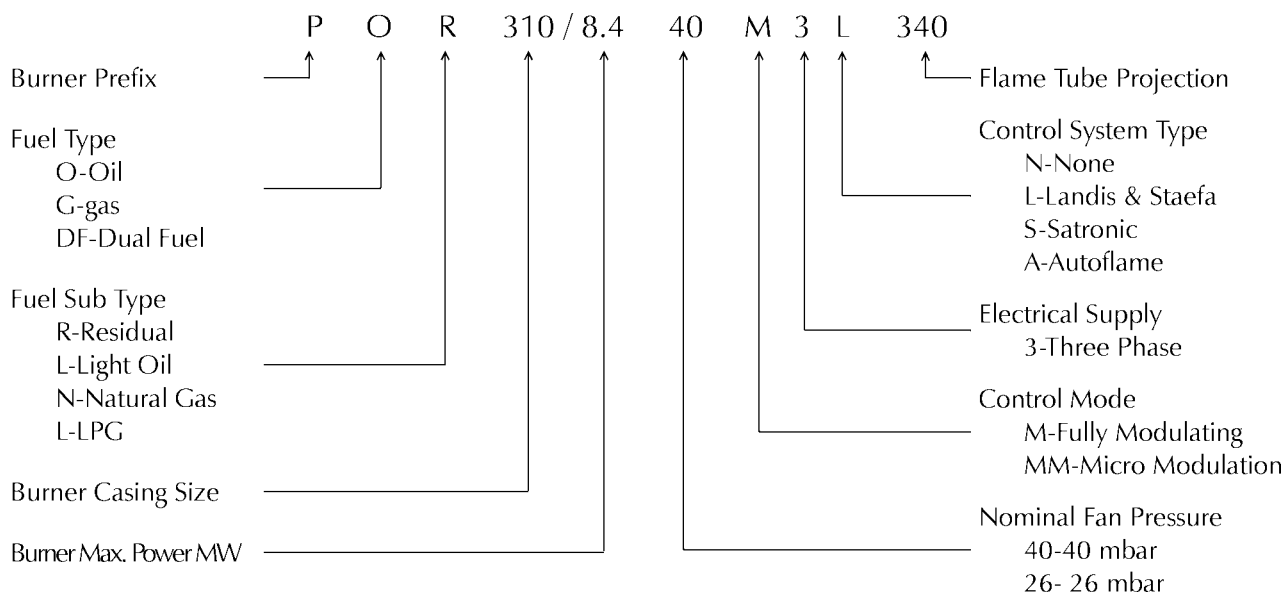 P O R 310 / 8.4 40 M 3 L 340
Burner Prefix
Fuel Type
O-Oil
G-gas
DF-Dual Fuel
Fuel Sub Type
R-Residual
L-Light Oil
N-Natural Gas
L-LPG
Burner Casing Size
Burner Max. Power MW
Flame Tube Projection
Control System Type
N-None
L-Landis & Staefa
S-Satronic
A-Autoflame
Electrical Supply
3-Three Phase
Control Mode
M-Fully Modulating
MM-Micro Modulation
Nominal Fan Pressure
40-40 mbar
26- 26 mbar